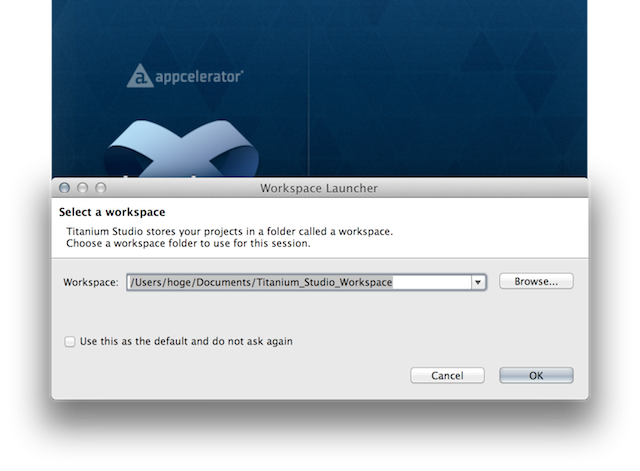 appcelerator
Workspace Launcher
Select a workspace
Titanium Studio stores your projects in a folder called a workspace.
Choose a workspace folder to use for this session.
Workspace: /Users/hoge/Documents/Titanium_Studio_Workspace Browse...
Use this as the default and do not ask again
Cancel OK